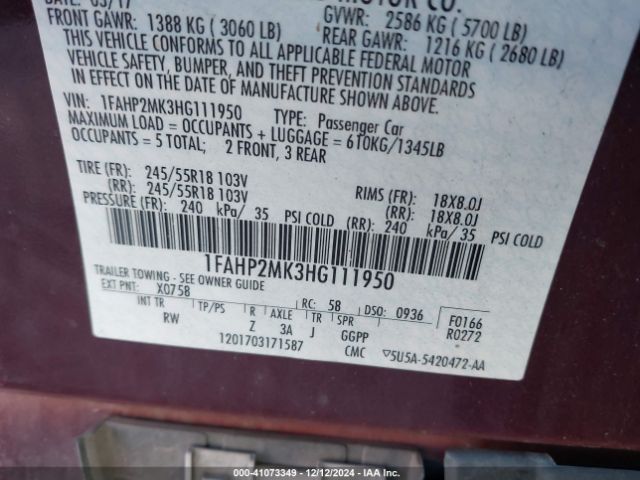 03/17 MOTOR CO.
FRONT GAWR: 1388 KG ( 3060 LB) GVWR: 2586 KG ( 5700 LB)
REAR GAWR: 1216 KG ( 2680 LB)
THIS VEHICLE CONFORMS TO ALL APPLICABLE FEDERAL MOTOR
VEHICLE SAFETY, BUMPER, AND THEFT PREVENTION STANDARDS
IN EFFECT ON THE DATE OF MANUFACTURE SHOWN ABOVE.
VIN: 1FAHP2MK3HG111950 TYPE: Passenger Car
MAXIMUM LOAD = OCCUPANTS + LUGGAGE = 610KG/1345LB
OCCUPANTS = 5 TOTAL; 2 FRONT, 3 REAR
TIRE (FR): 245/55R18 103V RIMS (FR): 18X8.0J
(RR): 245/55R18 103V (RR): 18X8.0J
PRESSURE (FR): 240 kPa/ 35 PSI COLD (RR): 240 kPa/ 35
PSI COLD
1FAHP2MK3HG111950
TRAILER TOWING - SEE OWNER GUIDE
EXT PNT: X0758 RC: 58 DSO: 0936 F0166
INT TR TP/PS R AXLE TR SPR R0272
RW Z 3A J GGPP
1201703171587 CMC ▽5U5A-5420472-AA
000-41073349 - 12/12/2024 - IAA Inc.